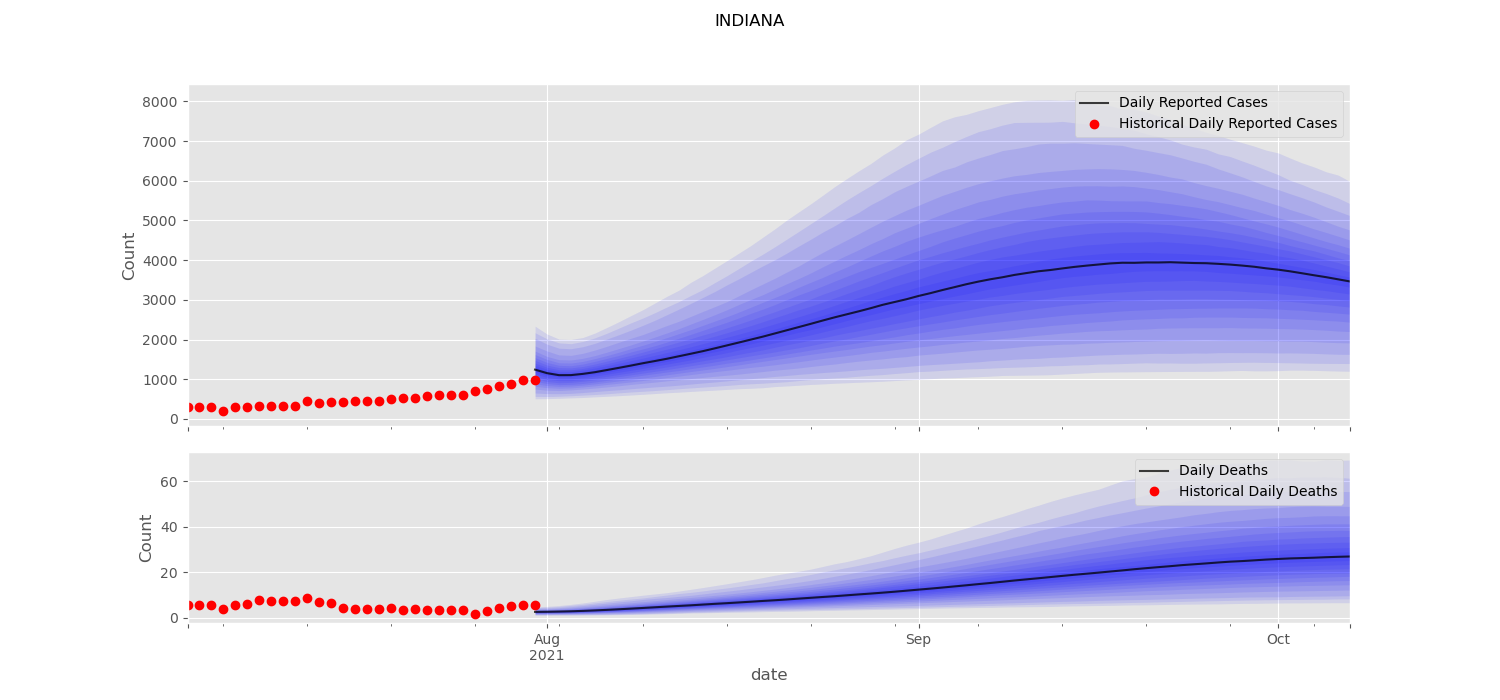 INDIANA
8000
7000
6000
5000
4000
3000
2000
1000
0
Count
Daily Reported Cases
Historical Daily Reported Cases
60
40
20
0
Count
Daily Deaths
Historical Daily Deaths
Aug
2021
Sep
Oct
date